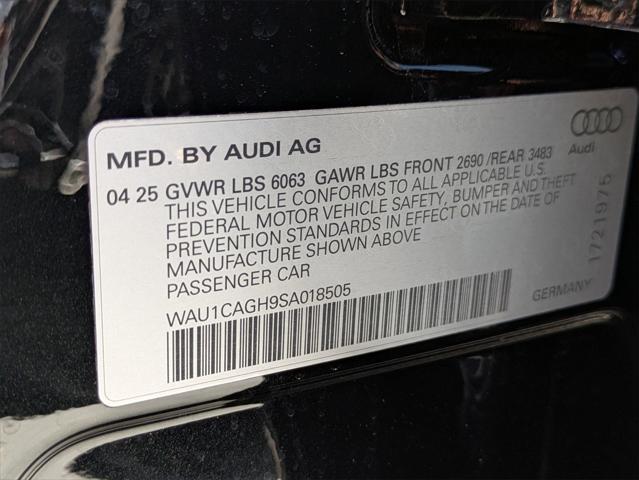 MFD. BY AUDI AG
Audi
04 25 GVWR LBS 6063 GAWR LBS FRONT 2690 /REAR 3483
THIS VEHICLE CONFORMS TO ALL APPLICABLE U.S.
FEDERAL MOTOR VEHICLE SAFETY, BUMPER AND THEFT
PREVENTION STANDARDS IN EFFECT ON THE DATE OF
MANUFACTURE SHOWN ABOVE
PASSENGER CAR
WAU1CAGH9SA018505
GERMANY
1721975